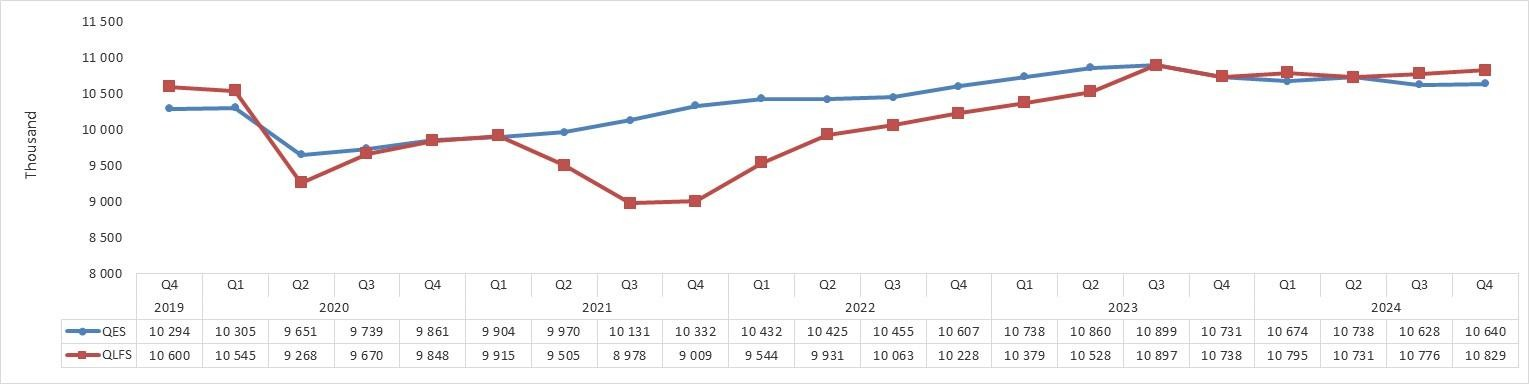 11 500
11 000
10 500
10 000
9 500
9 000
8 500
8 000
Thousand
Q4 Q1 Q2 Q3 Q4 Q1 Q2 Q3 Q4 Q1 Q2 Q3 Q4 Q1 Q2 Q3 Q4 Q1 Q2 Q3 Q4
2019 2020 2021 2022 2023 2024
QES 10 294 10 305 9 651 9 739 9 861 9 904 9 970 10 131 10 332 10 432 10 425 10 455 10 607 10 738 10 860 10 899 10 731 10 674 10 738 10 628 10 640
QLFS 10 600 10 545 9 268 9 670 9 848 9 915 9 505 8 978 9 009 9 544 9 931 10 063 10 228 10 379 10 528 10 897 10 738 10 795 10 731 10 776 10 829